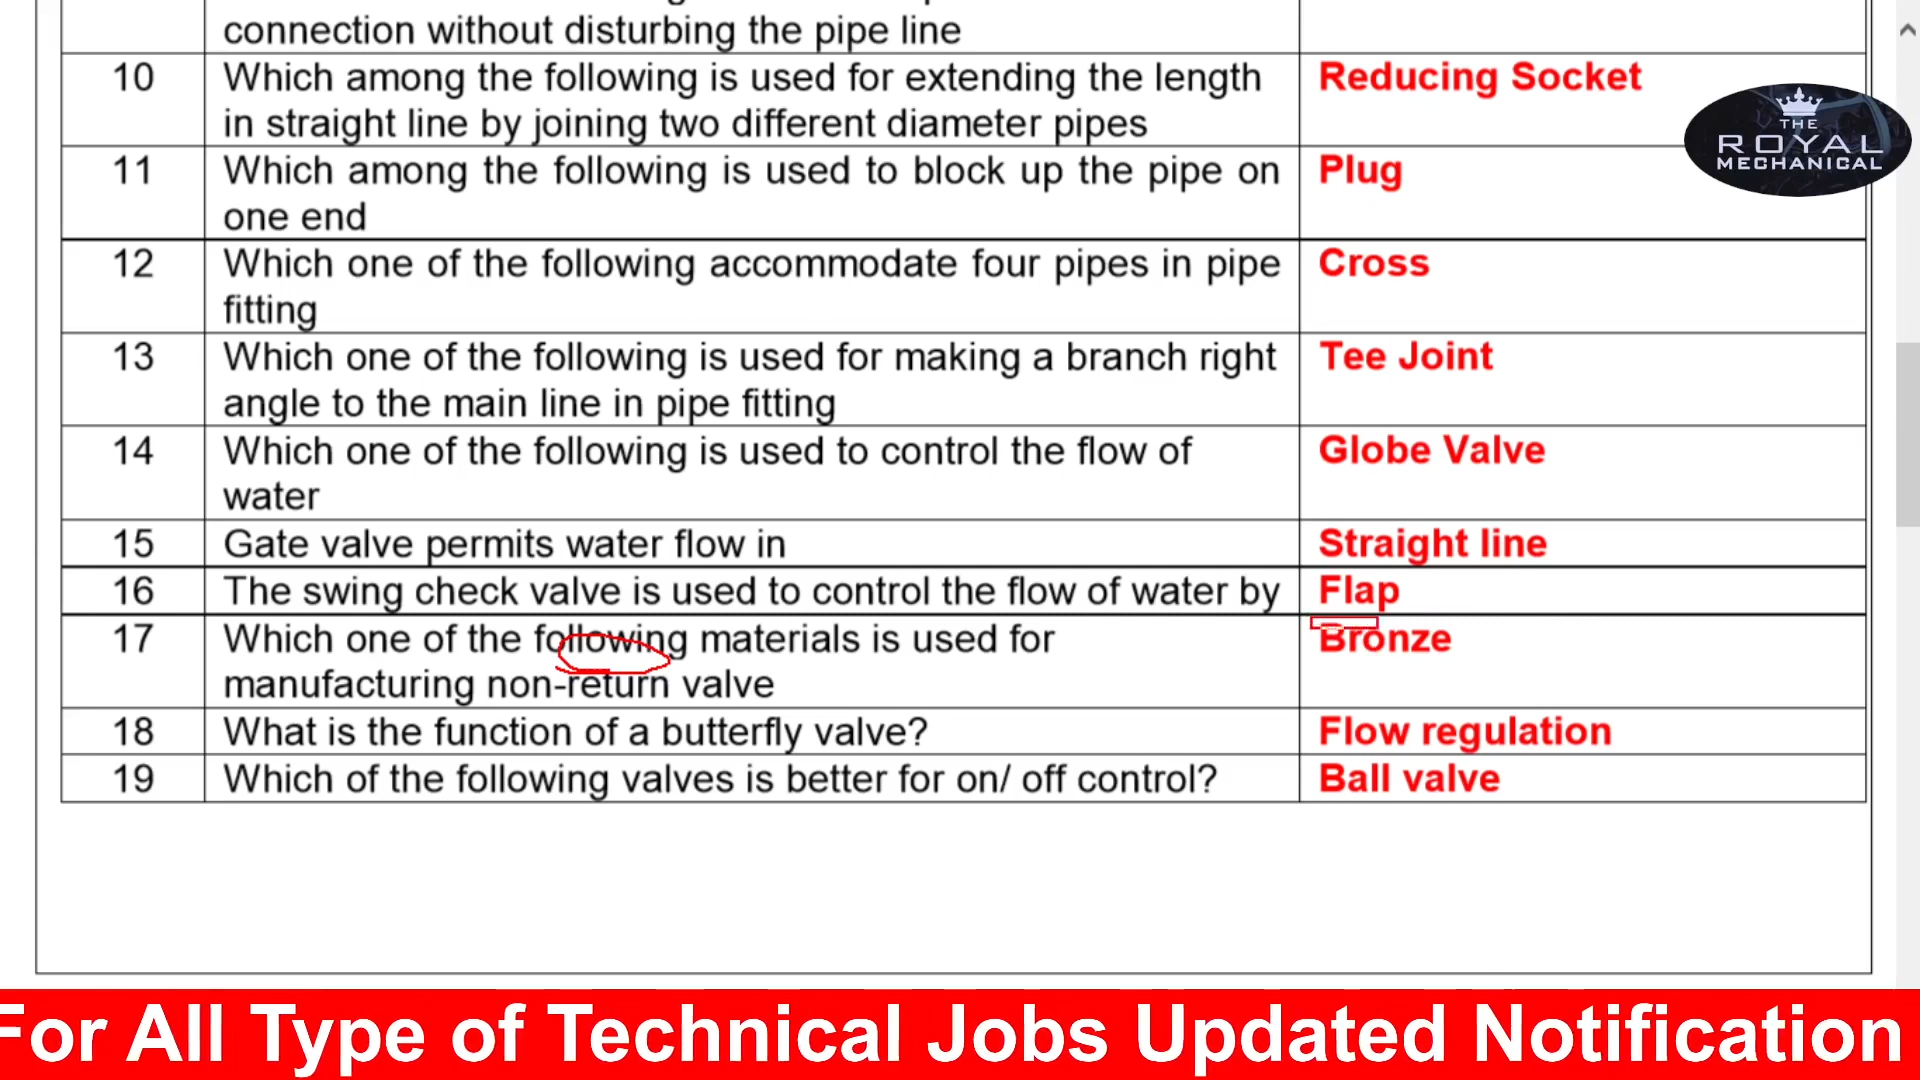 connection without disturbing the pipe line
10 Which among the following is used for extending the length Reducing Socket
in straight line by joining two different diameter pipes
THE
ROYAL
MECHANICAL
11 Which among the following is used to block up the pipe on Plug
one end
12 Which one of the following accommodate four pipes in pipe Cross
fitting
13 Which one of the following is used for making a branch right Tee Joint
angle to the main line in pipe fitting
14 Which one of the following is used to control the flow of Globe Valve
water
15 Gate valve permits water flow in Straight line
16 The swing check valve is used to control the flow of water by Flap
17 Which one of the following materials is used for Bronze
manufacturing non-return valve
18 What is the function of a butterfly valve? Flow regulation
19 Which of the following valves is better for on/ off control? Ball valve
For All Type of Technical Jobs Updated Notification